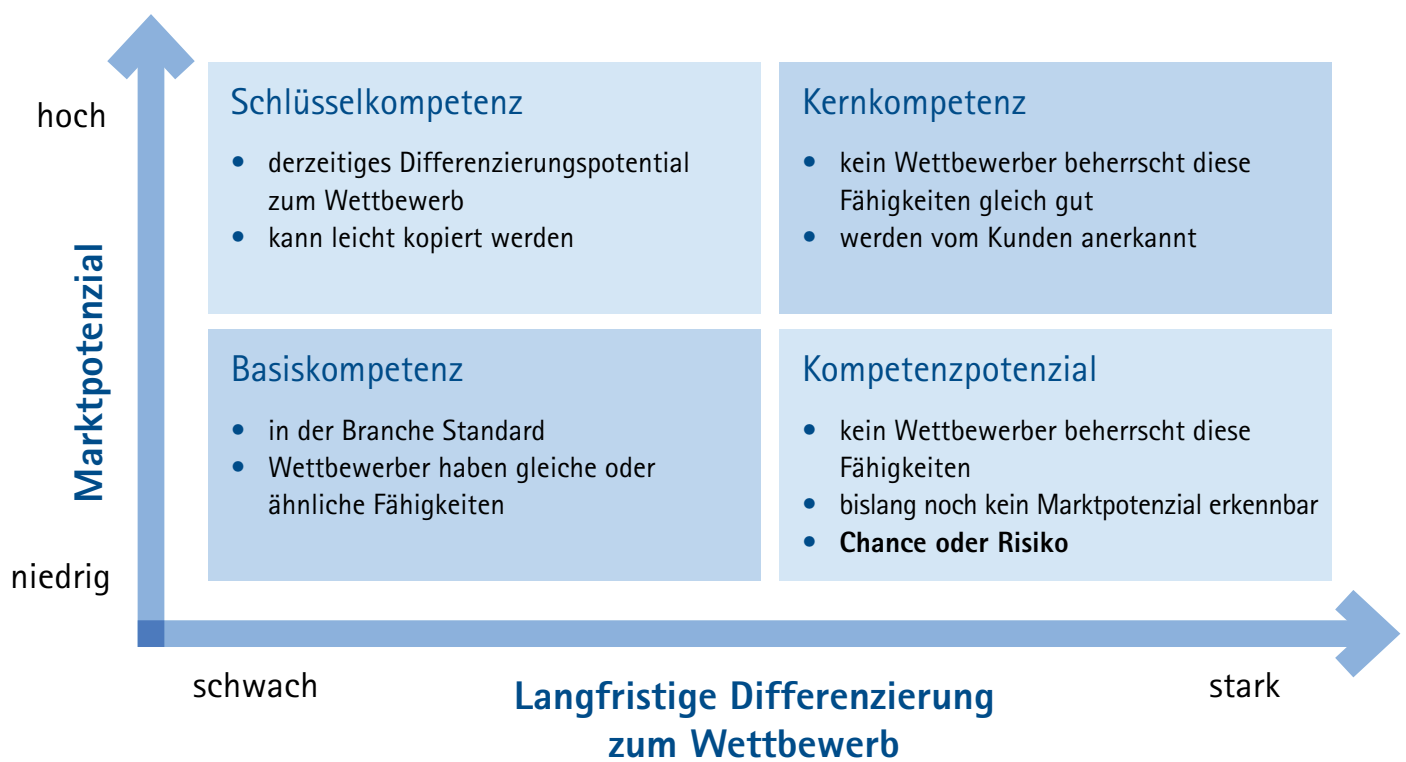 hoch
Marktpotenzial
niedrig
Schlüsselkompetenz
• derzeitiges Differenzierungspotential
zum Wettbewerb
• kann leicht kopiert werden
Kernkompetenz
• kein Wettbewerber beherrscht diese
Fähigkeiten gleich gut
• werden vom Kunden anerkannt
Basiskompetenz
• in der Branche Standard
• Wettbewerber haben gleiche oder
ähnliche Fähigkeiten
Kompetenzpotenzial
• kein Wettbewerber beherrscht diese
Fähigkeiten
• bislang noch kein Marktpotenzial erkennbar
• Chance oder Risiko
schwach
Langfristige Differenzierung
zum Wettbewerb
stark